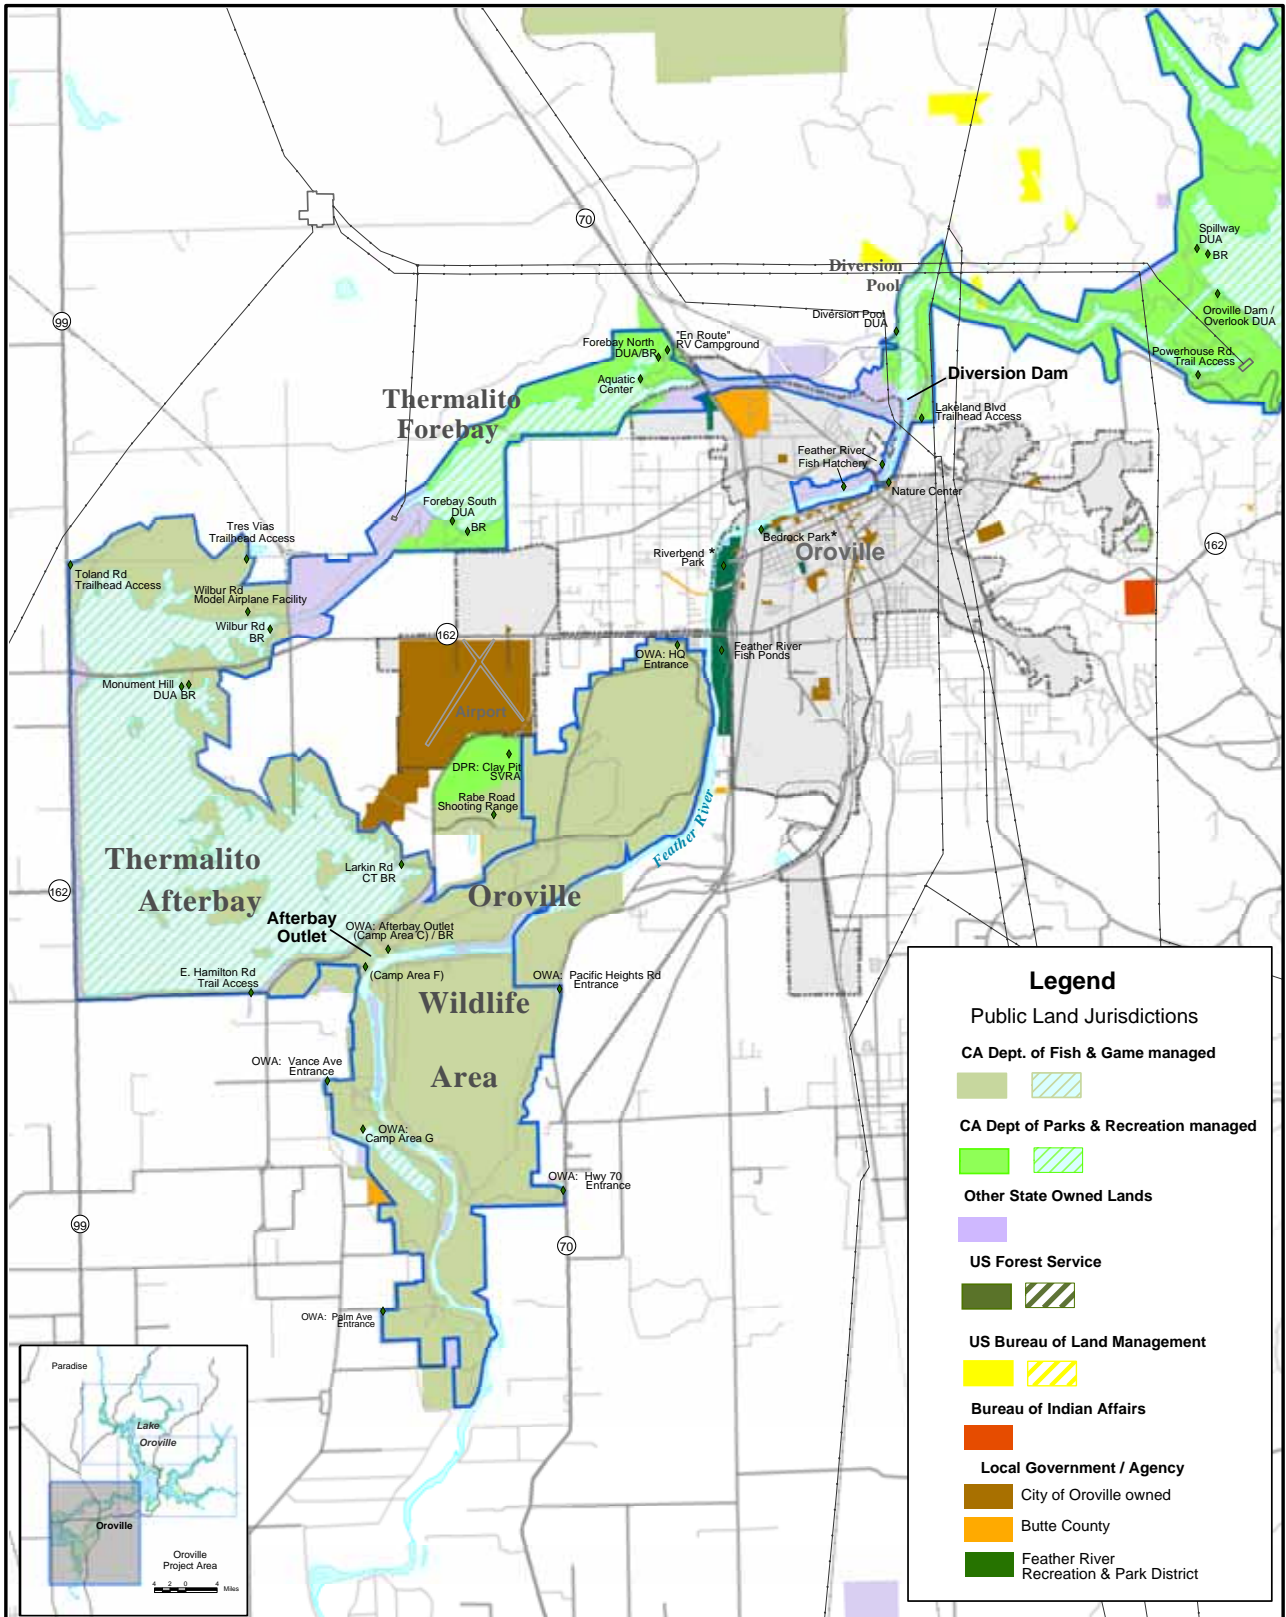 70
99
Spillway
DUA
BR
Diversion
Pool
Oroville Dam /
Overlook DUA
Diversion Pool
DUA
"En Route"
RV Campground
Forebay North
DUA/BR
Aquatic
Center
Powerhouse Rd.
Trail Access
Diversion Dam
Thermalito
Forebay
Lakeland Blvd
Trailhead Access
Feather River
Fish Hatchery
Nature Center
Forebay South
DUA
BR
Tres Vias
Trailhead Access
Bedrock Park*
Oroville
162
Riverbend *
Park
Toland Rd
Trailhead Access
Wilbur Rd
Model Airplane Facility
Wilbur Rd
BR
162
OWA: HQ
Entrance
Feather River
Fish Ponds
Monument Hill
DUA BR
Airport
DPR: Clay Pit
SVRA
Rabe Road
Shooting Range
Feather River
Thermalito
Afterbay
Larkin Rd
CT BR
162
Oroville
Wildlife
Area
Afterbay
Outlet
OWA: Afterbay Outlet
(Camp Area C) / BR
(Camp Area F)
E. Hamilton Rd
Trail Access
OWA: Pacific Heights Rd
Entrance
OWA: Vance Ave
Entrance
OWA:
Camp Area G
OWA: Hwy 70
Entrance
99
70
OWA: Palm Ave
Entrance
Legend
Public Land Jurisdictions
CA Dept. of Fish & Game managed
CA Dept of Parks & Recreation managed
Other State Owned Lands
US Forest Service
US Bureau of Land Management
Bureau of Indian Affairs
Local Government / Agency
City of Oroville owned
Butte County
Feather River
Recreation & Park District
Paradise
Lake
Oroville
Oroville
Oroville
Project Area
4 2 0 4 Miles